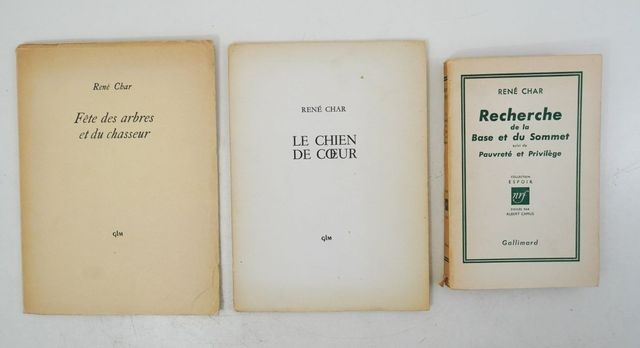 René Char
Fête des arbres
et du chasseur
GLM
RENÉ CHAR
LE CHIEN
DE CŒUR
GLM
RENÉ CHAR
Recherche
de la
Base et du Sommet
suivi de
Pauvreté et Privilège
COLLECTION
ESPOIR
nrf
DIRIGÉE PAR
ALBERT CAMUS
Gallimard